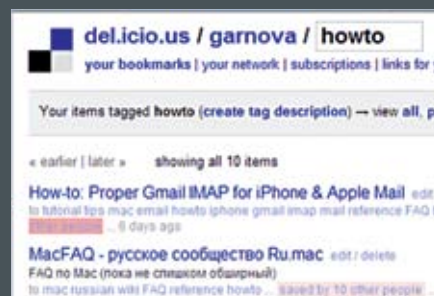 del.icio.us / garnova / howto
your bookmarks | your network | subscriptions | links for
Your items tagged howto (create tag description) → view all, p
« earlier | later » showing all 10 items
How-to: Proper Gmail IMAP for iPhone & Apple Mail edit
to tutorial tips mac email howto iphone gmail imap mail reference FAQ
other people ... 6 days ago
MacFAQ - русское сообщество Ru.mac edit / delete
FAQ по Mac (пока не слишком обширный)
to mac russian wiki FAQ reference howto ... saved by 10 other people ...